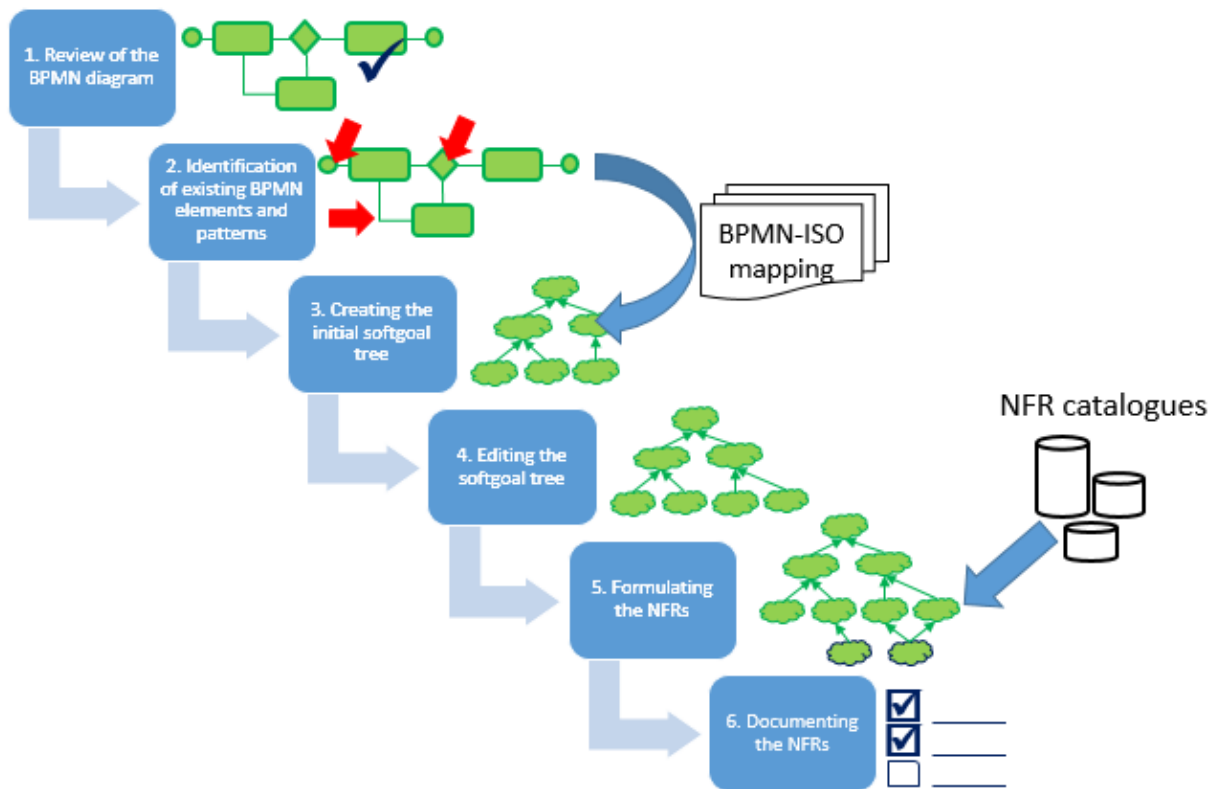 1. Review of the
BPMN diagram
2. Identification
of existing BPMN
elements and
patterns
BPMN-ISO
mapping
3. Creating the
initial softgoal
tree
NFR catalogues
4. Editing the
softgoal tree
5. Formulating
the NFRs
6. Documenting
the NFRs